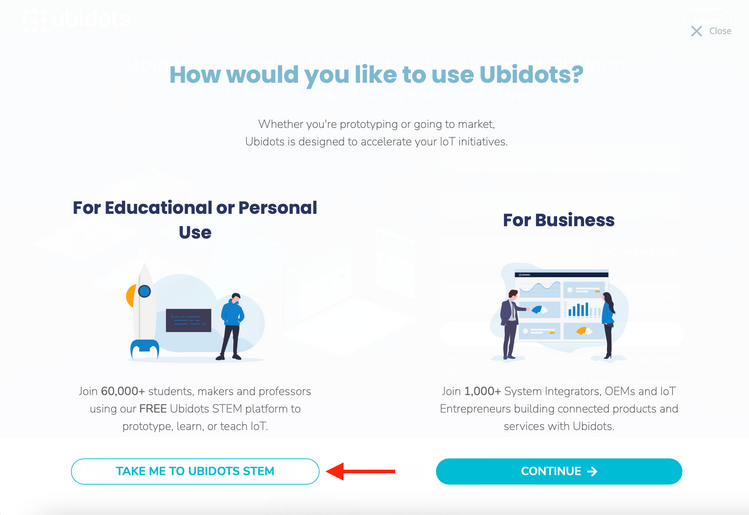 ubidots
Close
How would you like to use Ubidots?
Whether you're prototyping or going to market,
Ubidots is designed to accelerate your IoT initiatives.
For Educational or Personal
Use
Join 60,000+ students, makers and professors
using our FREE Ubidots STEM platform to
prototype, learn, or teach IoT.
TAKE ME TO UBIDOTS STEM
For Business
Join 1,000+ System Integrators, OEMs and IoT
Entrepreneurs building connected products and
services with Ubidots.
CONTINUE →